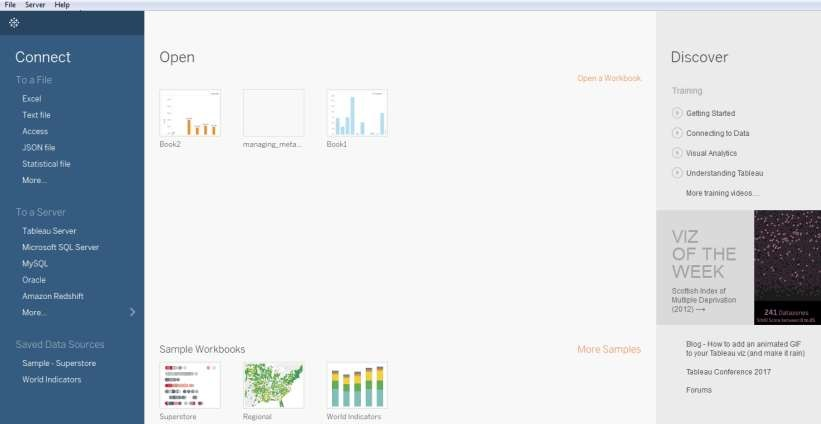 File Server Help
Connect
To a File
Excel
Text file
Access
JSON file
Statistical file
More...
To a Server
Tableau Server
Microsoft SQL Server
MySQL
Oracle
Amazon Redshift
More...
Saved Data Sources
Sample - Superstore
World Indicators
Open
Open a Workbook
Book2
managing_meta...
Book1
Sample Workbooks
More Samples
Superstore
Regional
World Indicators
Discover
Training
Getting Started
Connecting to Data
Visual Analytics
Understanding Tableau
More training videos...
VIZ
OF THE
WEEK
Scottish Index of
Multiple Deprivation
(2012) →
241 Datazones
Blog - How to add an animated GIF
to your Tableau viz (and make it rain)
Tableau Conference 2017
Forums